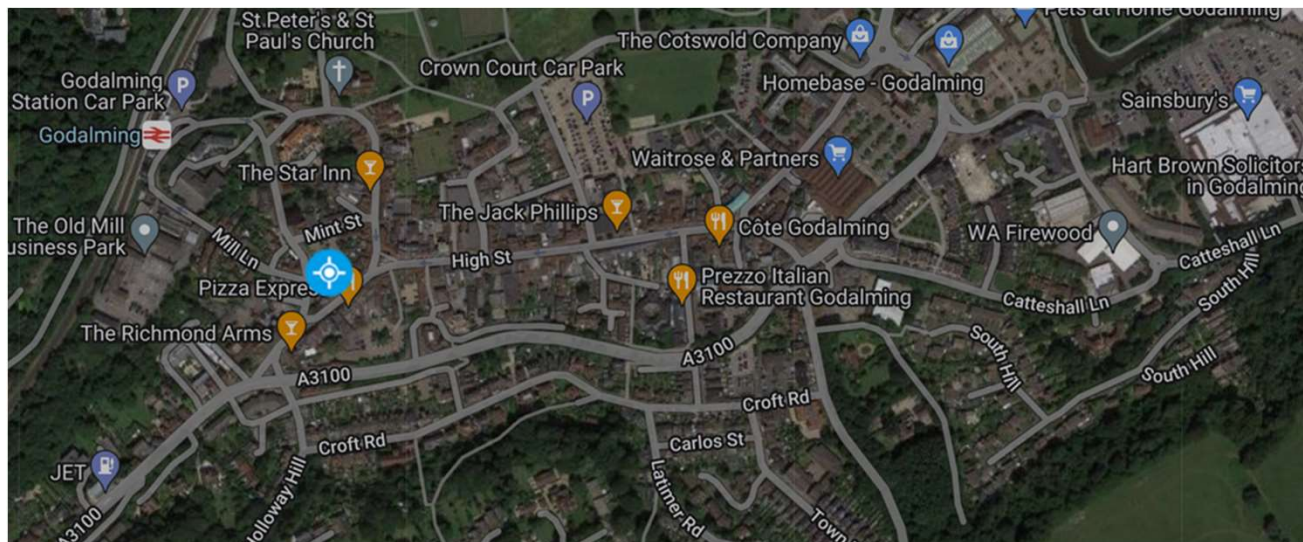 Pets at Home Godalming
St Peter's & St
Paul's Church
The Cotswold Company
Crown Court Car Park
Godalming
Station Car Park
Homebase - Godalming
Sainsbury's
Godalming
Waitrose & Partners
Hart Brown Solicitors
in Godalming
The Star Inn
The Jack Phillips
Mint St
The Old Mill
usiness Park
Côte Godalming
WA Firewood
Mill Ln
High St
Catteshall Ln
Pizza Expres
Prezzo Italian
Restaurant Godalming
South Hill
Catteshall Ln
The Richmond Arms
A3100
South Hill
South Hill
A3100
Croft Rd
Croft Rd
Carlos St
JET
Holloway Hill
Latimer Rd
A3100
Town